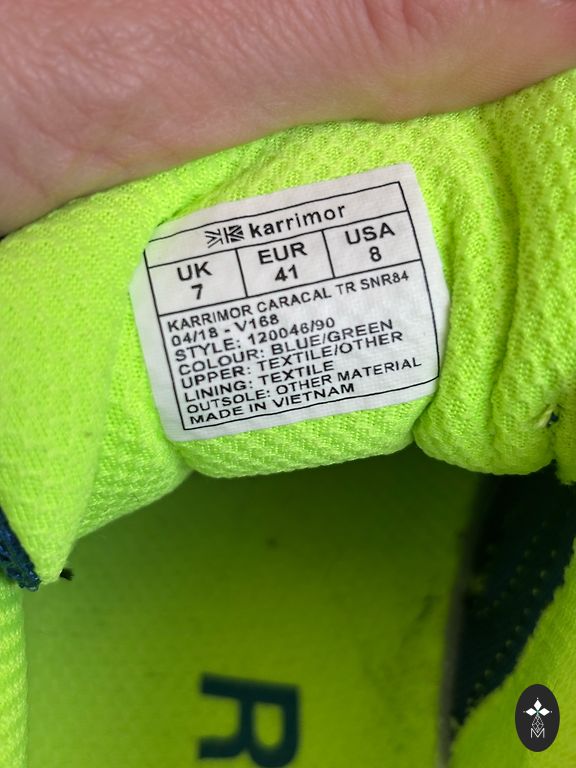 karrimor
UK EUR USA
7 41 8
KARRIMOR CARACAL TR SNR84
04/18 - V168
STYLE: 120046/90
COLOUR: BLUE/GREEN
UPPER: TEXTILE/OTHER
LINING: TEXTILE
OUTSOLE: OTHER MATERIAL
MADE IN VIETNAM
R
M